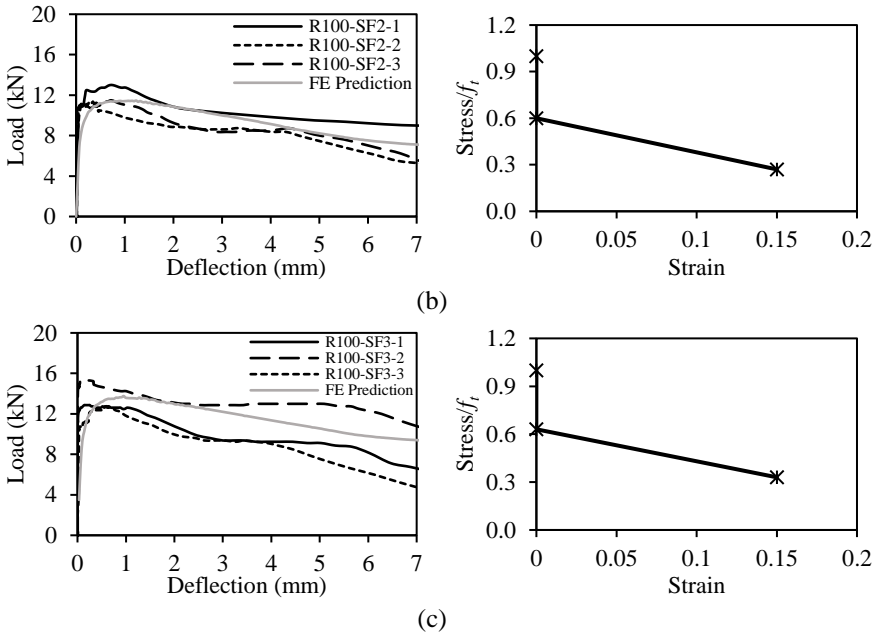 20
16
12
8
4
0
Load (kN)
R100-SF2-1
R100-SF2-2
R100-SF2-3
FE Prediction
0 1 2 3 4 5 6 7
Deflection (mm)
1.2
0.9
0.6
0.3
0.0
Stress/ft
0 0.05 0.1 0.15 0.2
Strain
(b)
20
16
12
8
4
0
Load (kN)
R100-SF3-1
R100-SF3-2
R100-SF3-3
FE Prediction
0 1 2 3 4 5 6 7
Deflection (mm)
1.2
0.9
0.6
0.3
0.0
Stress/ft
0 0.05 0.1 0.15 0.2
Strain
(c)